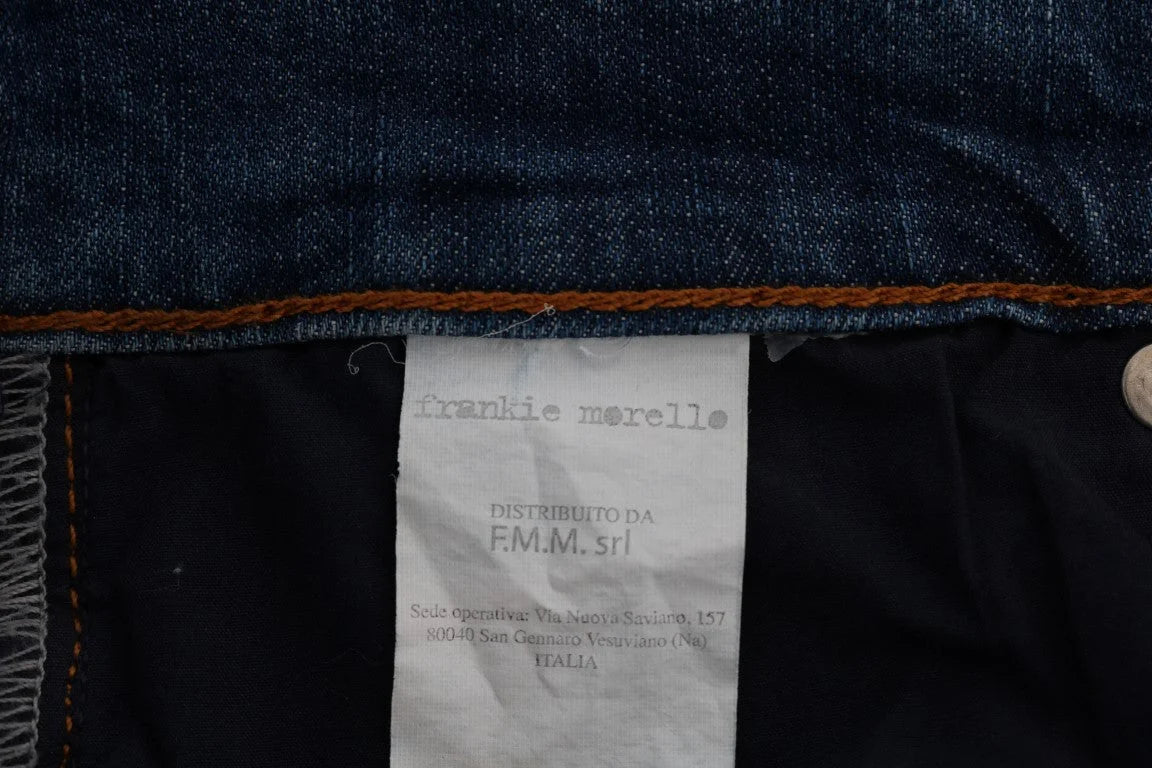 frankie morello
DISTRIBUITO DA
F.M.M. srl
Sede operativa: Via Nuova Saviano, 157
80040 San Gennaro Vesuviano (Na)
ITALIA